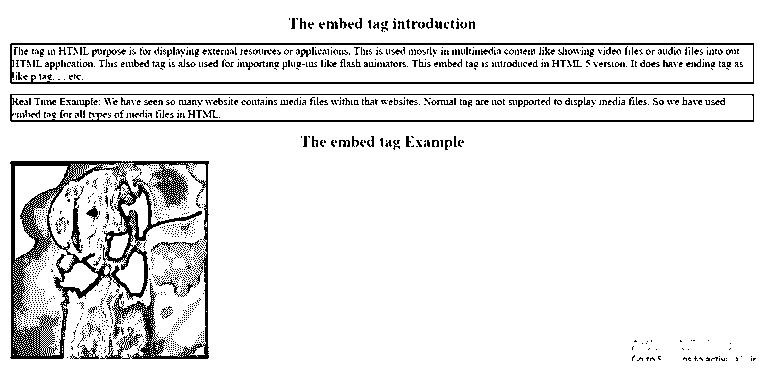 The embed tag introduction
The tag in HTML purpose is for displaying external resources or applications. This is used mostly in multimedia content like showing video files or audio files into our
HTML application. This embed tag is also used for importing plug-ins like flash animators. This embed tag is introduced in HTML 5 version. It does have ending tag as
like p tag. . . etc.
Real Time Example: We have seen so many website contains media files within that websites. Normal tag are not supported to display media files. So we have used
embed tag for all types of media files in HTML.
The embed tag Example